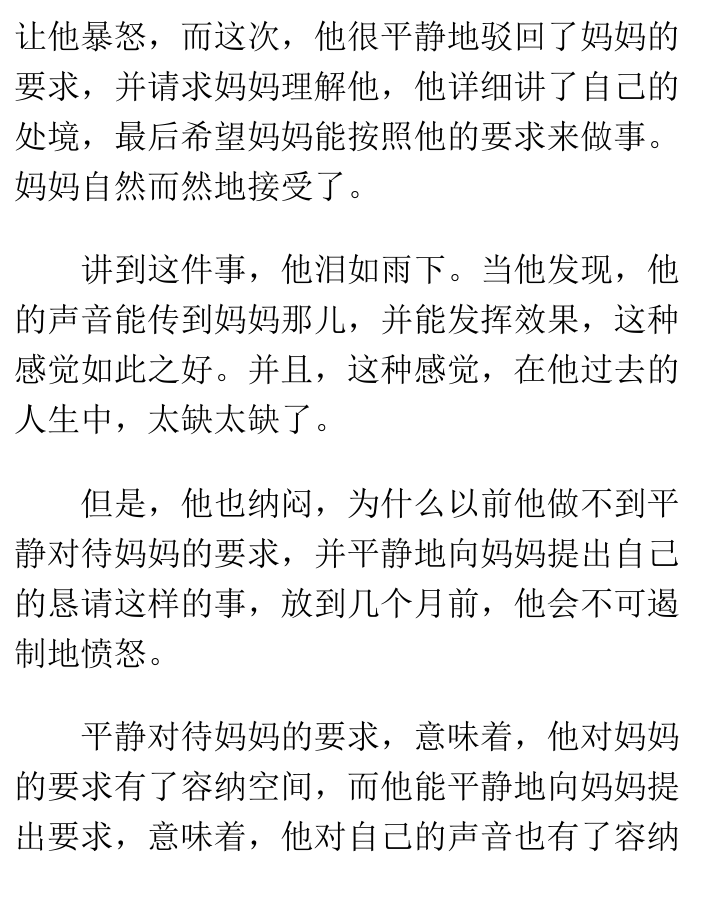 让他暴怒，而这次，他很平静地驳回了妈妈的
要求，并请求妈妈理解他，他详细讲了自己的
处境，最后希望妈妈能按照他的要求来做事。
妈妈自然而然地接受了。
讲到这件事，他泪如雨下。当他发现，他
的声音能传到妈妈那儿，并能发挥效果，这种
感觉如此之好。并且，这种感觉，在他过去的
人生中，太缺太缺了。
但是，他也纳闷，为什么以前他做不到平
静对待妈妈的要求，并平静地向妈妈提出自己
的恳请这样的事，放到几个月前，他会不可遏
制地愤怒。
平静对待妈妈的要求，意味着，他对妈妈
的要求有了容纳空间，而他能平静地向妈妈提
出要求，意味着，他对自己的声音也有了容纳